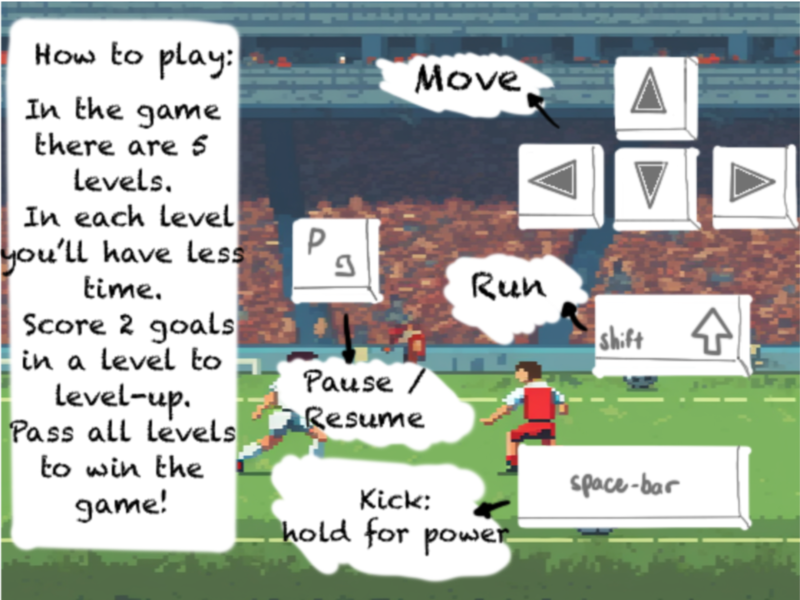 How to play:
In the game
there are 5
levels.
In each level
you'll have less
time.
Score 2 goals
in a level to
level-up.
Pass all levels
to win the
game!
Move
P
g
Run
shift
Pause /
Resume
space-bar
Kick:
hold for power